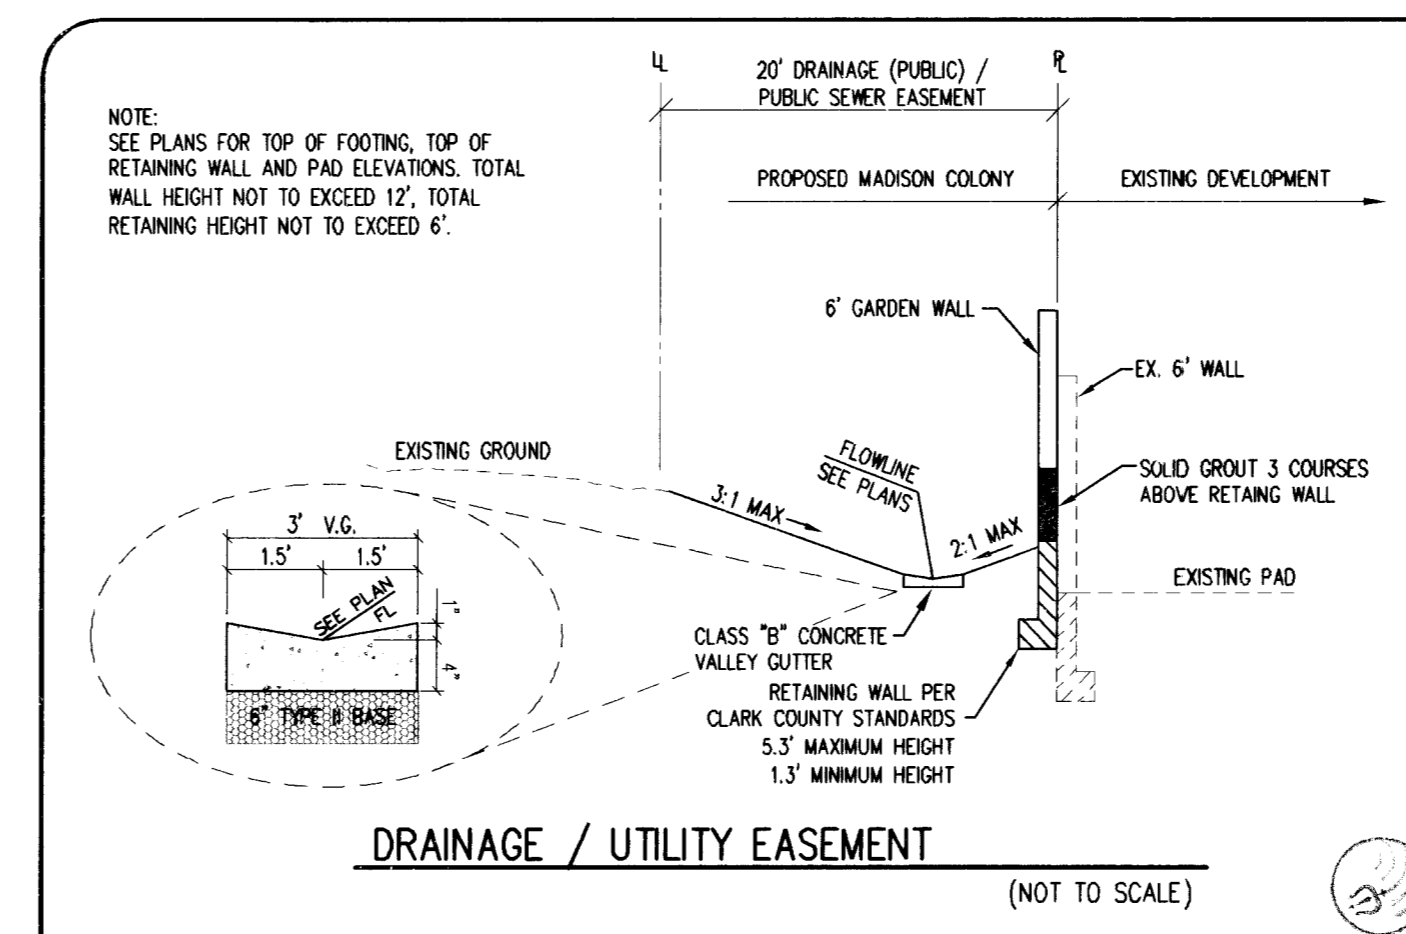 LL
20' DRAINAGE (PUBLIC) /
PUBLIC SEWER EASEMENT
PL
NOTE:
SEE PLANS FOR TOP OF FOOTING, TOP OF
RETAINING WALL AND PAD ELEVATIONS. TOTAL
WALL HEIGHT NOT TO EXCEED 12', TOTAL
RETAINING HEIGHT NOT TO EXCEED 6'.
PROPOSED MADISON COLONY
EXISTING DEVELOPMENT
6' GARDEN WALL
EX. 6' WALL
EXISTING GROUND
FLOWLINE
SEE PLANS
3:1 MAX
2:1 MAX
SOLID GROUT 3 COURSES
ABOVE RETAING WALL
EXISTING PAD
3' V.G.
1.5'
1.5'
SEE PLAN
FL
1"
4"
6" TYPE II BASE
CLASS "B" CONCRETE
VALLEY GUTTER
RETAINING WALL PER
CLARK COUNTY STANDARDS
5.3' MAXIMUM HEIGHT
1.3' MINIMUM HEIGHT
DRAINAGE / UTILITY EASEMENT
(NOT TO SCALE)